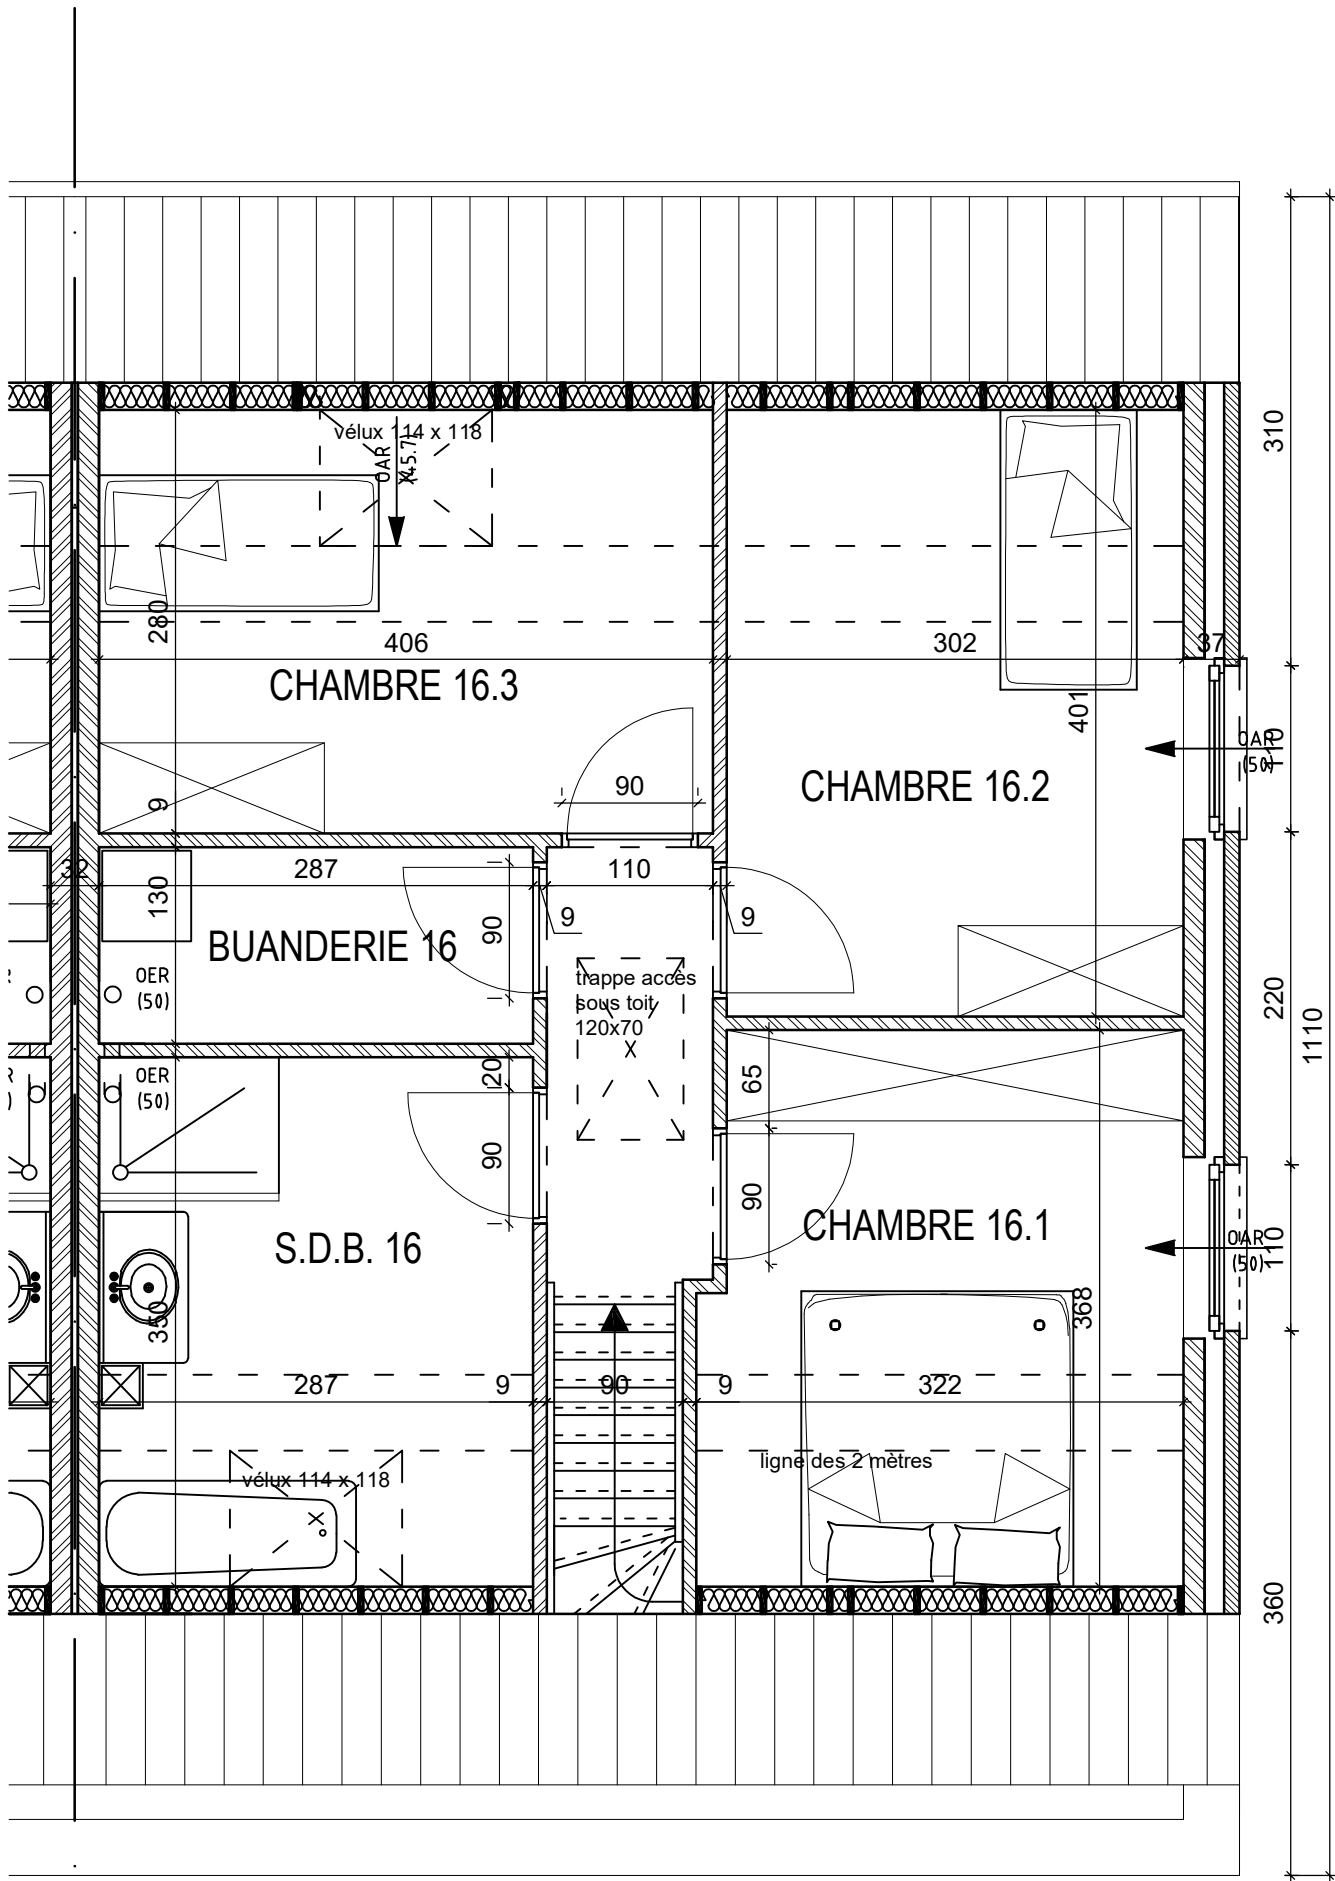 310
vélux 114 x 118
OAR
(45.7)
280
406
302
37
CHAMBRE 16.3
401
OAR
(50)
110
CHAMBRE 16.2
90
9
32
287
110
130
9
9
90
BUANDERIE 16
OER
(50)
trappe accès
sous toit
120x70
X
220
1110
20
65
OER
(50)
90
90
CHAMBRE 16.1
S.D.B. 16
OAR
(50)
110
350
368
287
9
90
9
322
ligne des 2 mètres
vélux 114 x 118
X
360